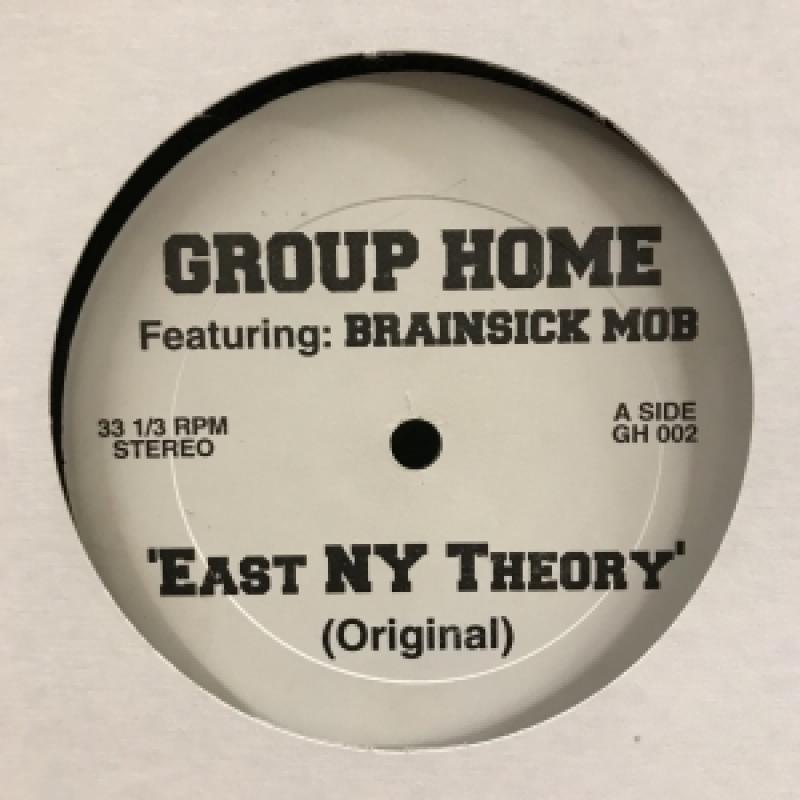 GROUP HOME
Featuring: BRAINSICK MOB
33 1/3 RPM
STEREO
A SIDE
GH 002
'EAST NY THEORY'
(Original)